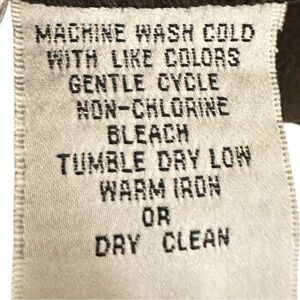 MACHINE WASH COLD
WITH LIKE COLORS
GENTLE CYCLE
NON-CHLORINE
BLEACH
TUMBLE DRY LOW
WARM IRON
OR
DRY CLEAN